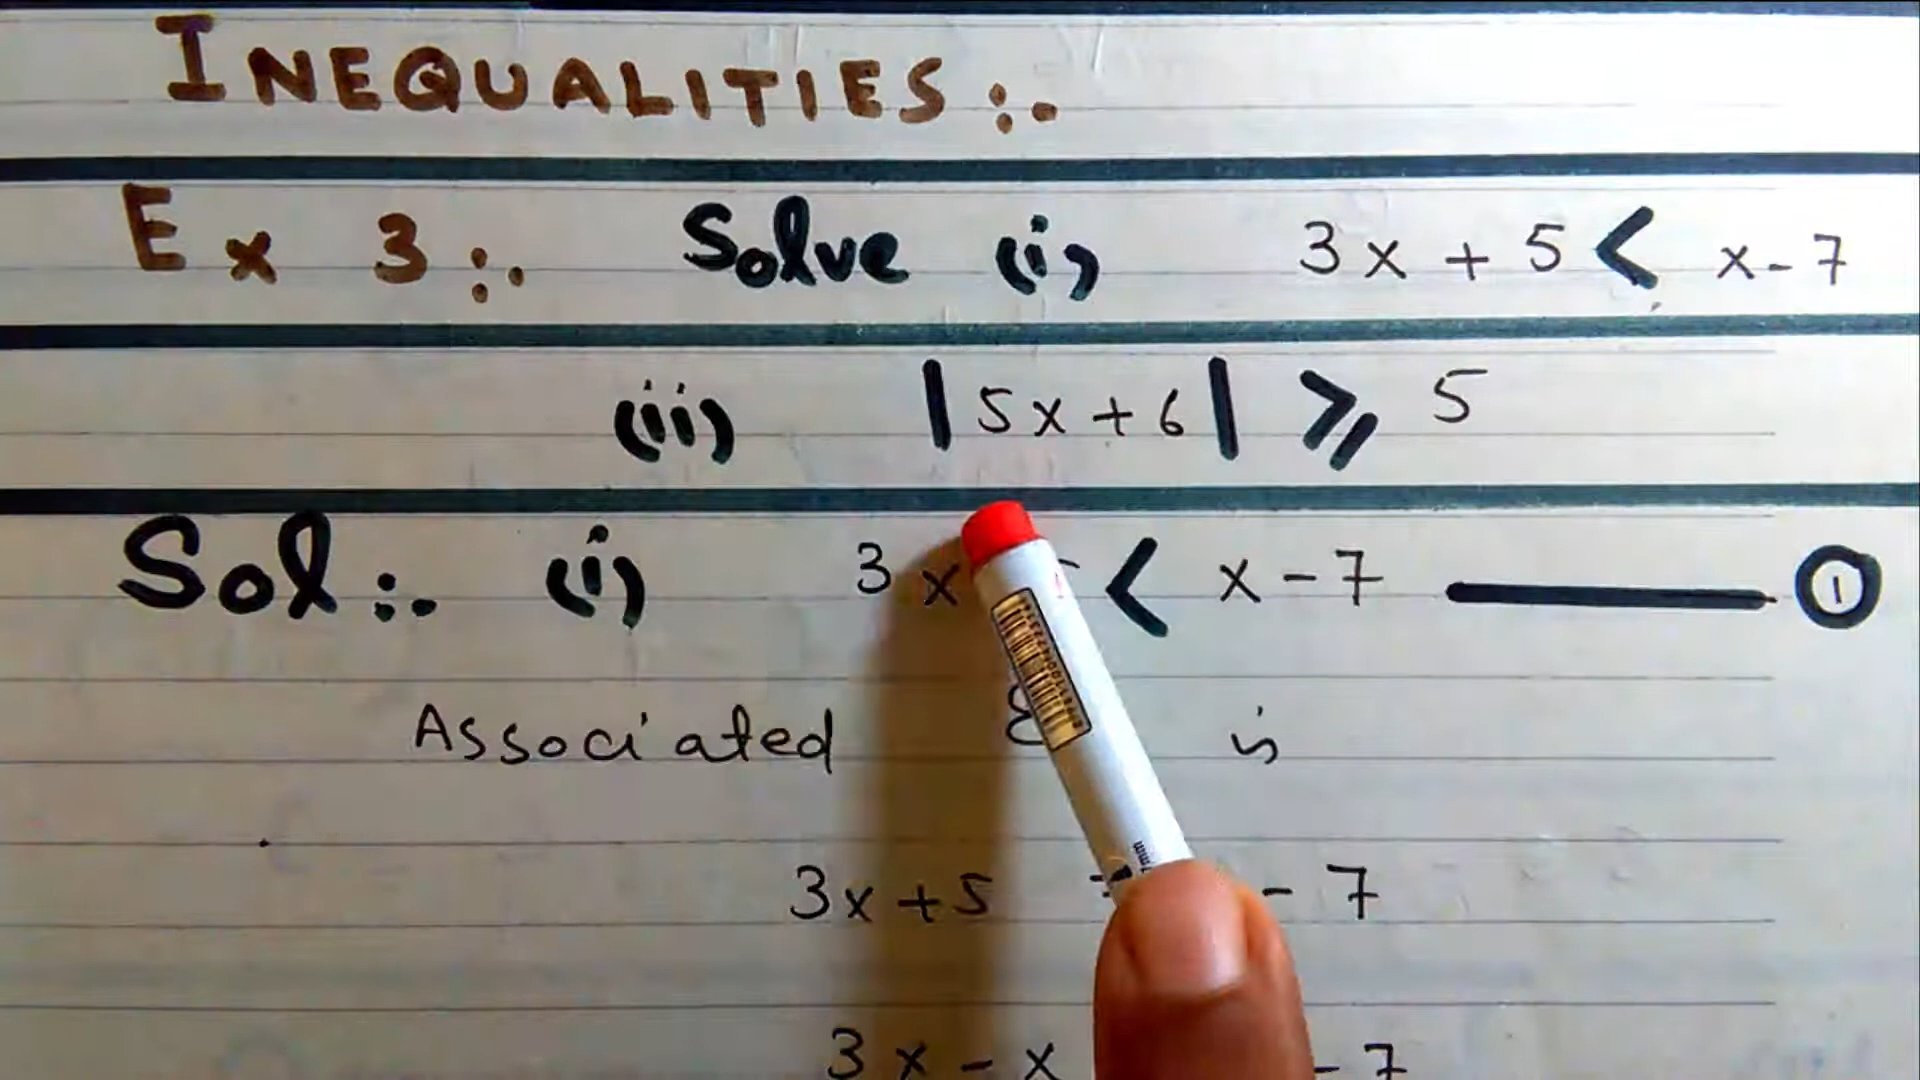 INEQUALITIES:-
Ex 3:. Solve (i) 3x + 5 < x - 7
(ii) |5x + 6| ⩾ 5
Sol:. (i) 3x < x - 7 —— ①
Associated is
3x + 5 = - 7
3x - x - 7